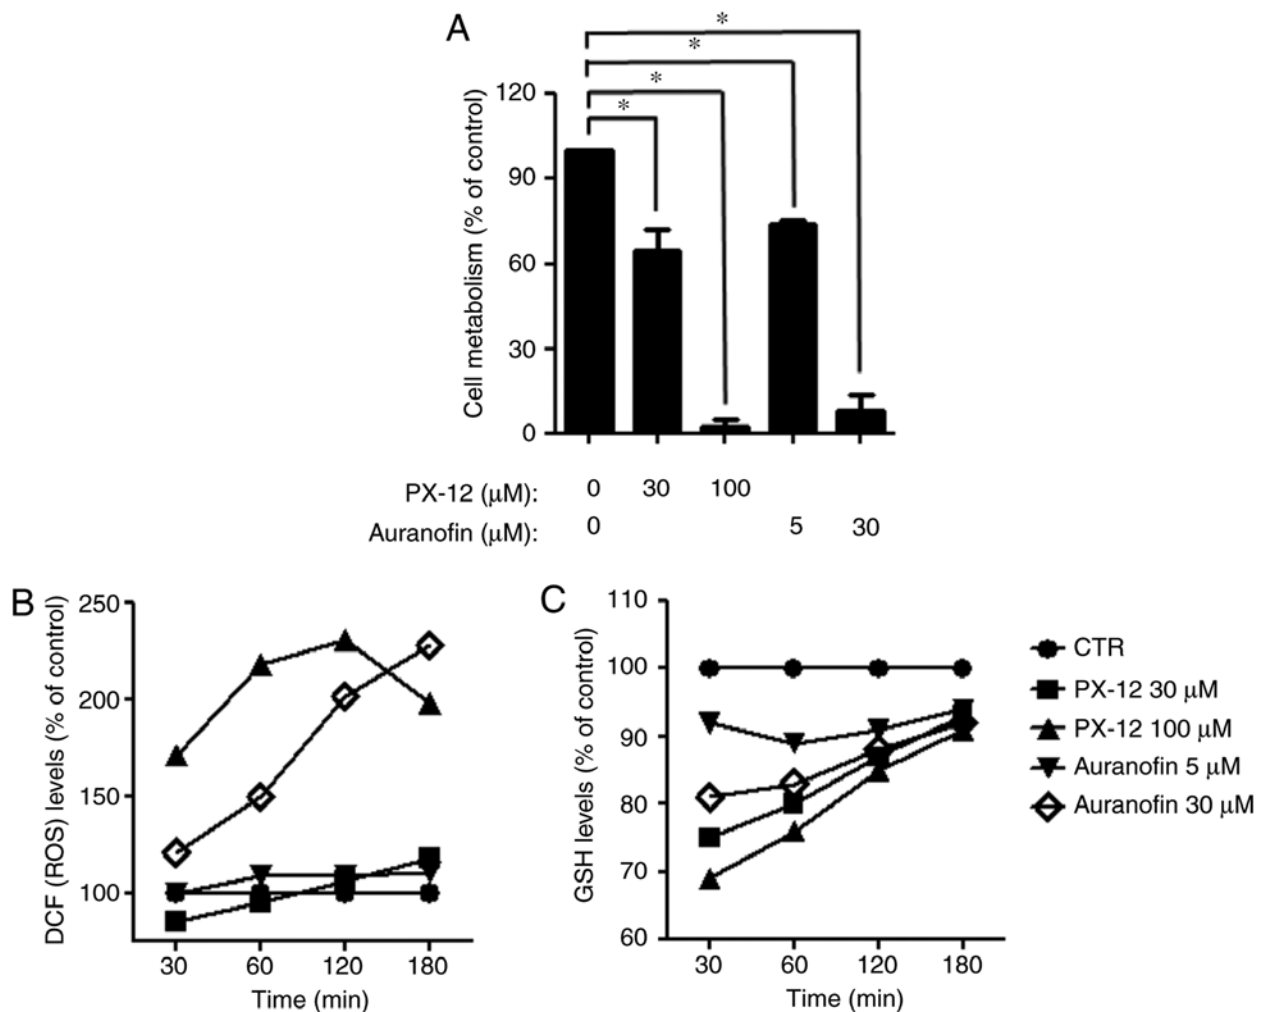 A
*
*
*
*
Cell metabolism (% of control)
120
90
60
30
0
PX-12 (μM): 0 30 100
Auranofin (μM): 0 5 30
B
DCF (ROS) levels (% of control)
250
200
150
100
30 60 120 180
Time (min)
C
GSH levels (% of control)
110
100
90
80
70
60
30 60 120 180
Time (min)
CTR
PX-12 30 μM
PX-12 100 μM
Auranofin 5 μM
Auranofin 30 μM